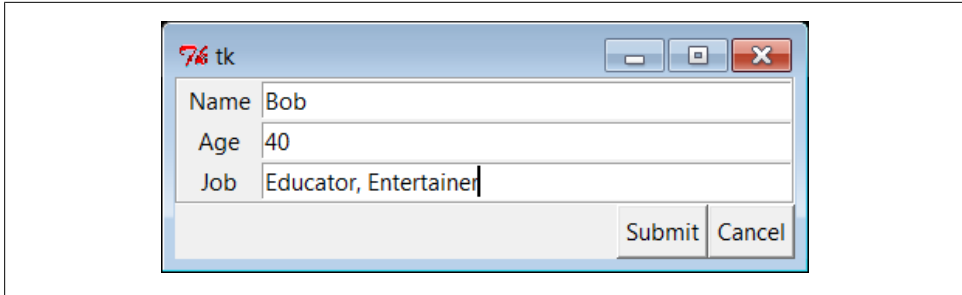 tk
Name Bob
Age 40
Job Educator, Entertainer
Submit Cancel